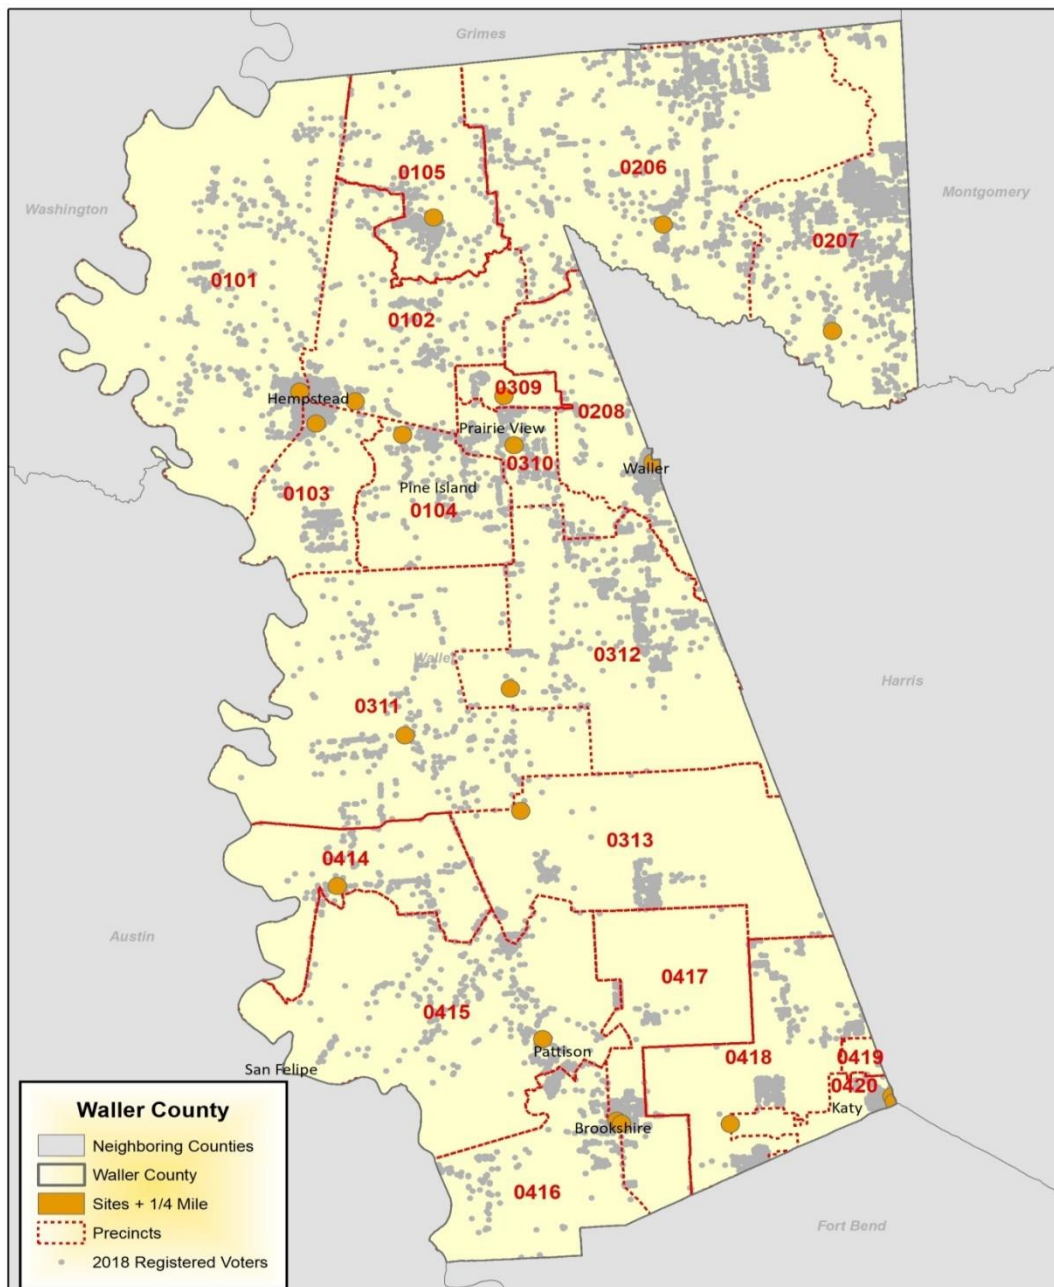 Grimes
0105
0206
Montgomery
Washington
0207
0101
0102
0309
Hempstead
0208
Prairie View
0310
Waller
0103
Pine Island
0104
0312
Waller
Harris
0311
0313
0414
Austin
0417
0415
Pattison
0418
0419
San Felipe
0420
Katy
Brookshire
0416
Fort Bend
Waller County
Neighboring Counties
Waller County
Sites + 1/4 Mile
Precincts
2018 Registered Voters